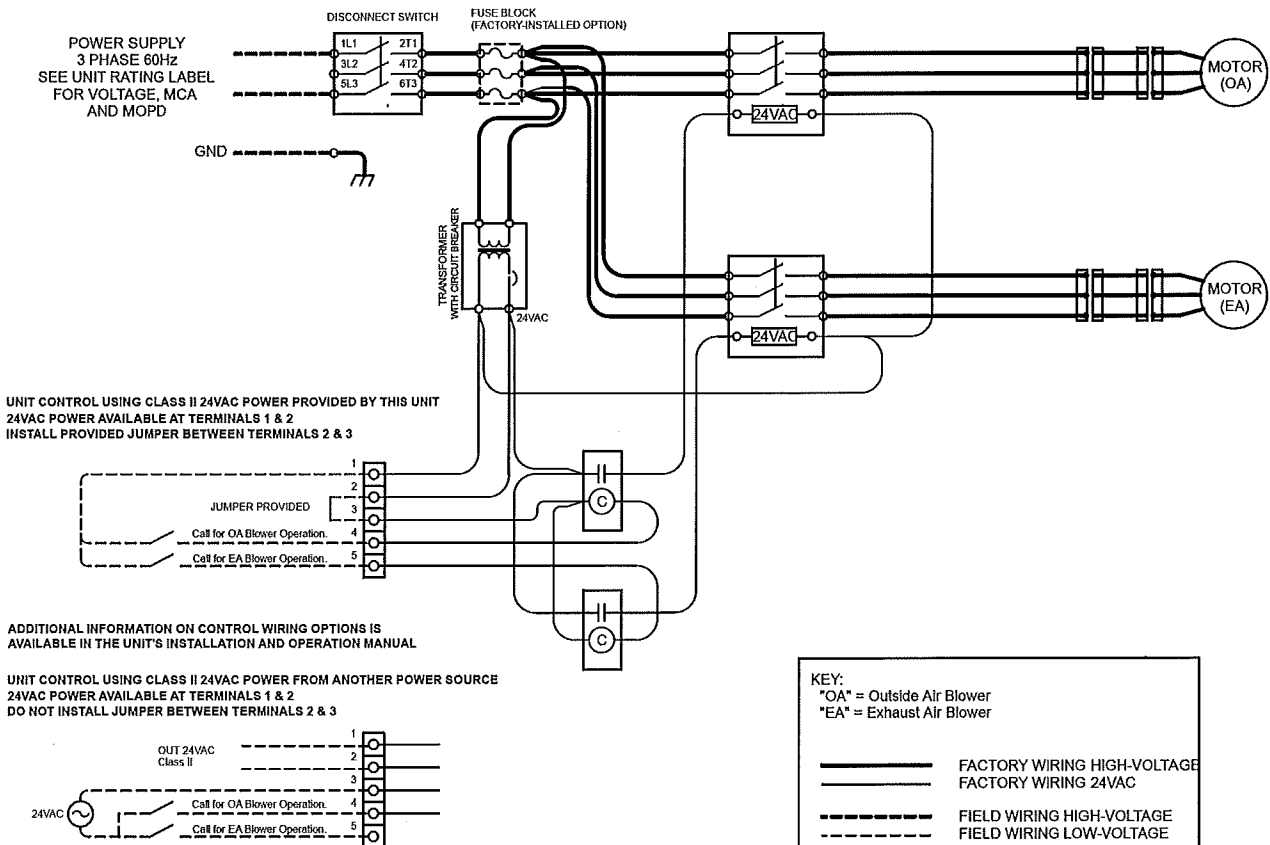 DISCONNECT SWITCH
FUSE BLOCK
(FACTORY-INSTALLED OPTION)
POWER SUPPLY
3 PHASE 60Hz
SEE UNIT RATING LABEL
FOR VOLTAGE, MCA
AND MOPD
1L1 2T1
3L2 4T2
5L3 6T3
MOTOR
(OA)
24VAC
GND
TRANSFORMER
WITH CIRCUIT BREAKER
24VAC
MOTOR
(EA)
24VAC
UNIT CONTROL USING CLASS II 24VAC POWER PROVIDED BY THIS UNIT
24VAC POWER AVAILABLE AT TERMINALS 1 & 2
INSTALL PROVIDED JUMPER BETWEEN TERMINALS 2 & 3
1
2
JUMPER PROVIDED
3
Call for OA Blower Operation. 4
Call for EA Blower Operation. 5
C
C
ADDITIONAL INFORMATION ON CONTROL WIRING OPTIONS IS
AVAILABLE IN THE UNIT'S INSTALLATION AND OPERATION MANUAL
UNIT CONTROL USING CLASS II 24VAC POWER FROM ANOTHER POWER SOURCE
24VAC POWER AVAILABLE AT TERMINALS 1 & 2
DO NOT INSTALL JUMPER BETWEEN TERMINALS 2 & 3
1
OUT 24VAC
Class II
2
3
24VAC
Call for OA Blower Operation. 4
Call for EA Blower Operation. 5
KEY:
"OA" = Outside Air Blower
"EA" = Exhaust Air Blower
FACTORY WIRING HIGH-VOLTAGE
FACTORY WIRING 24VAC
FIELD WIRING HIGH-VOLTAGE
FIELD WIRING LOW-VOLTAGE